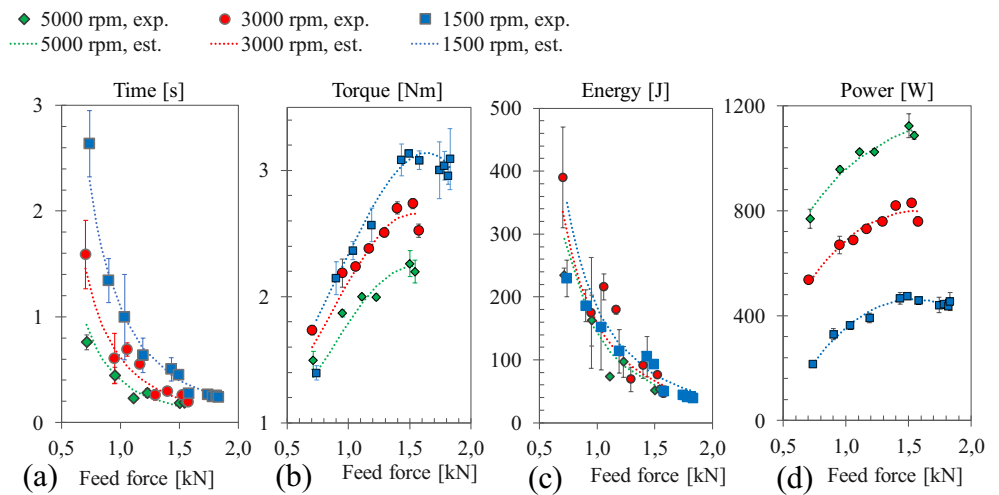 5000 rpm, exp. 3000 rpm, exp. 1500 rpm, exp.
5000 rpm, est. 3000 rpm, est. 1500 rpm, est.
Time [s]
3
2
1
0
0,5 1,0 1,5 2,0
(a) Feed force [kN]
Torque [Nm]
3
2
1
0,5 1,0 1,5 2,0
(b) Feed force [kN]
Energy [J]
500
400
300
200
100
0
0,5 1,0 1,5 2,0
(c) Feed force [kN]
Power [W]
1200
800
400
0
0,5 1,0 1,5 2,0
(d) Feed force [kN]